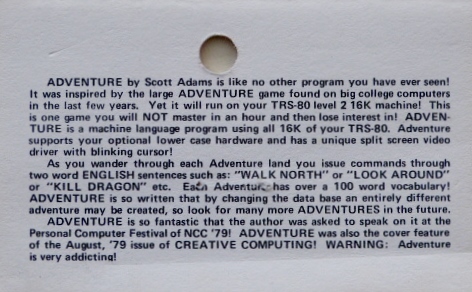 ADVENTURE by Scott Adams is like no other program you have ever seen!
It was inspired by the large ADVENTURE game found on big college computers
in the last few years. Yet it will run on your TRS-80 level 2 16K machine! This
is one game you will NOT master in an hour and then lose interest! ADVEN-
TURE is a machine language program using all 16K of your TRS-80. Adventure
supports your optional lower case hardware and has a unique split screen video
driver with blinking cursor!
As you wander through each Adventure land you issue commands through
two word ENGLISH sentences such as: "WALK NORTH" or "LOOK AROUND"
or "KILL DRAGON" etc. Each Adventure has over a 100 word vocabulary!
ADVENTURE is so written that by changing the data base an entirely different
adventure may be created, so look for many more ADVENTURES in the future.
ADVENTURE is so fantastic that the author was asked to speak on it at the
Personal Computer Festival of NCC '79! ADVENTURE was also the cover feature
of the August, '79 issue of CREATIVE COMPUTING! WARNING: Adventure
is very addicting!